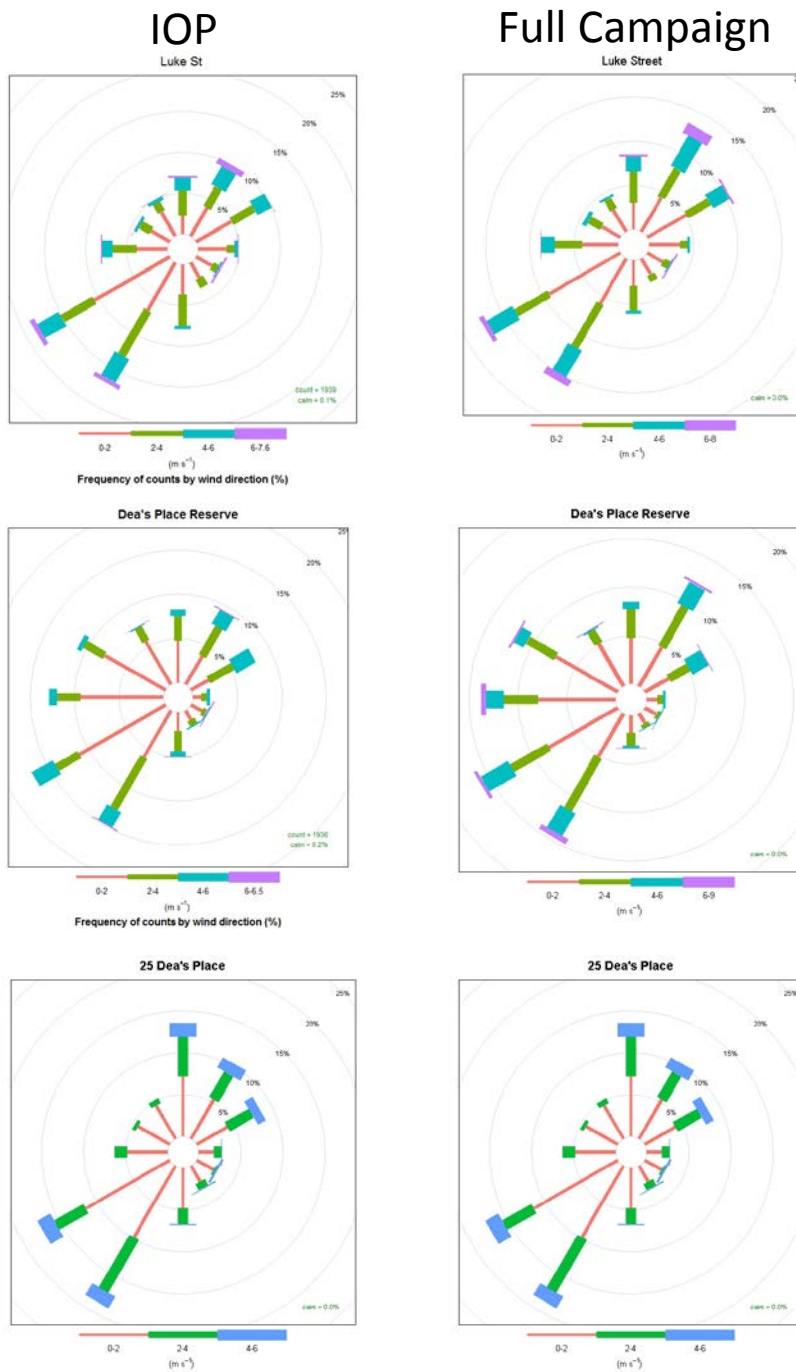 IOP
Full Campaign
Luke St
25%
20%
15%
10%
5%
count = 1939
calm = 0.1%
0-2 2-4 4-6 6-7.6
(m s⁻¹)
Frequency of counts by wind direction (%)
Luke Street
20%
15%
10%
5%
calm = 0.0%
0-2 2-4 4-6 6-8
(m s⁻¹)
Dea's Place Reserve
25%
20%
15%
10%
5%
count = 1936
calm = 0.2%
0-2 2-4 4-6 6-6.5
(m s⁻¹)
Frequency of counts by wind direction (%)
Dea's Place Reserve
20%
15%
10%
5%
calm = 0.0%
0-2 2-4 4-6 6-9
(m s⁻¹)
25 Dea's Place
25%
20%
15%
10%
5%
calm = 0.0%
0-2 2-4 4-6
(m s⁻¹)
25 Dea's Place
25%
20%
15%
10%
5%
calm = 0.0%
0-2 2-4 4-6
(m s⁻¹)